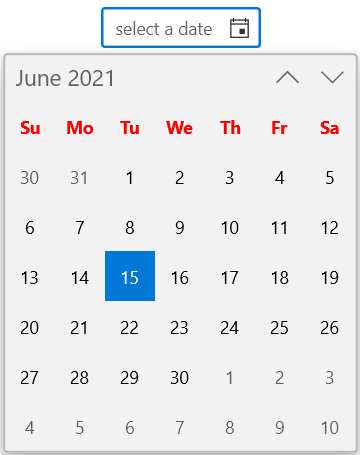 select a date
June 2021
Su Mo Tu We Th Fr Sa
30 31 1 2 3 4 5
6 7 8 9 10 11 12
13 14 15 16 17 18 19
20 21 22 23 24 25 26
27 28 29 30 1 2 3
4 5 6 7 8 9 10